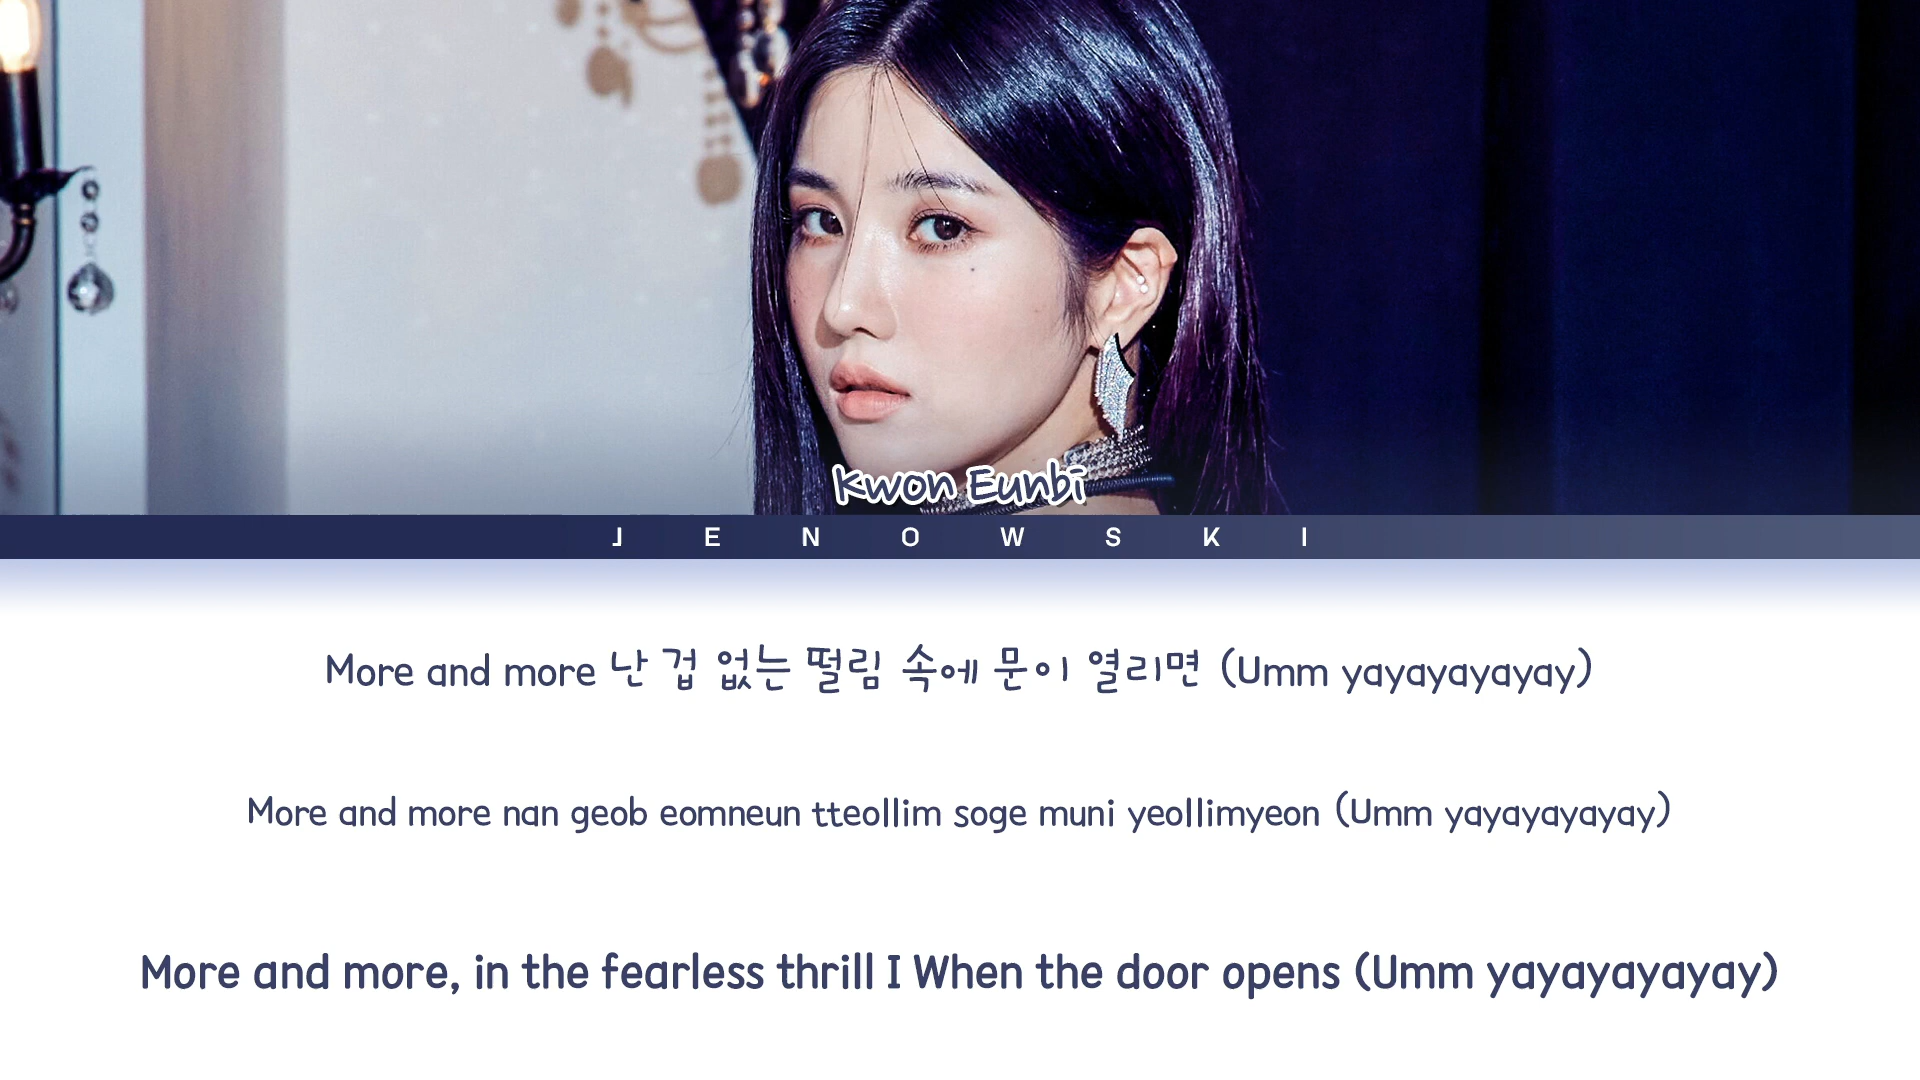 Kwon Eunbi
JENOWSKI
More and more 난 겁 없는 떨림 속에 문이 열리면 (Umm yayayayayay)
More and more nan geob eomneun tteollim soge muni yeollimyeon (Umm yayayayayay)
More and more, in the fearless thrill I When the door opens (Umm yayayayayay)